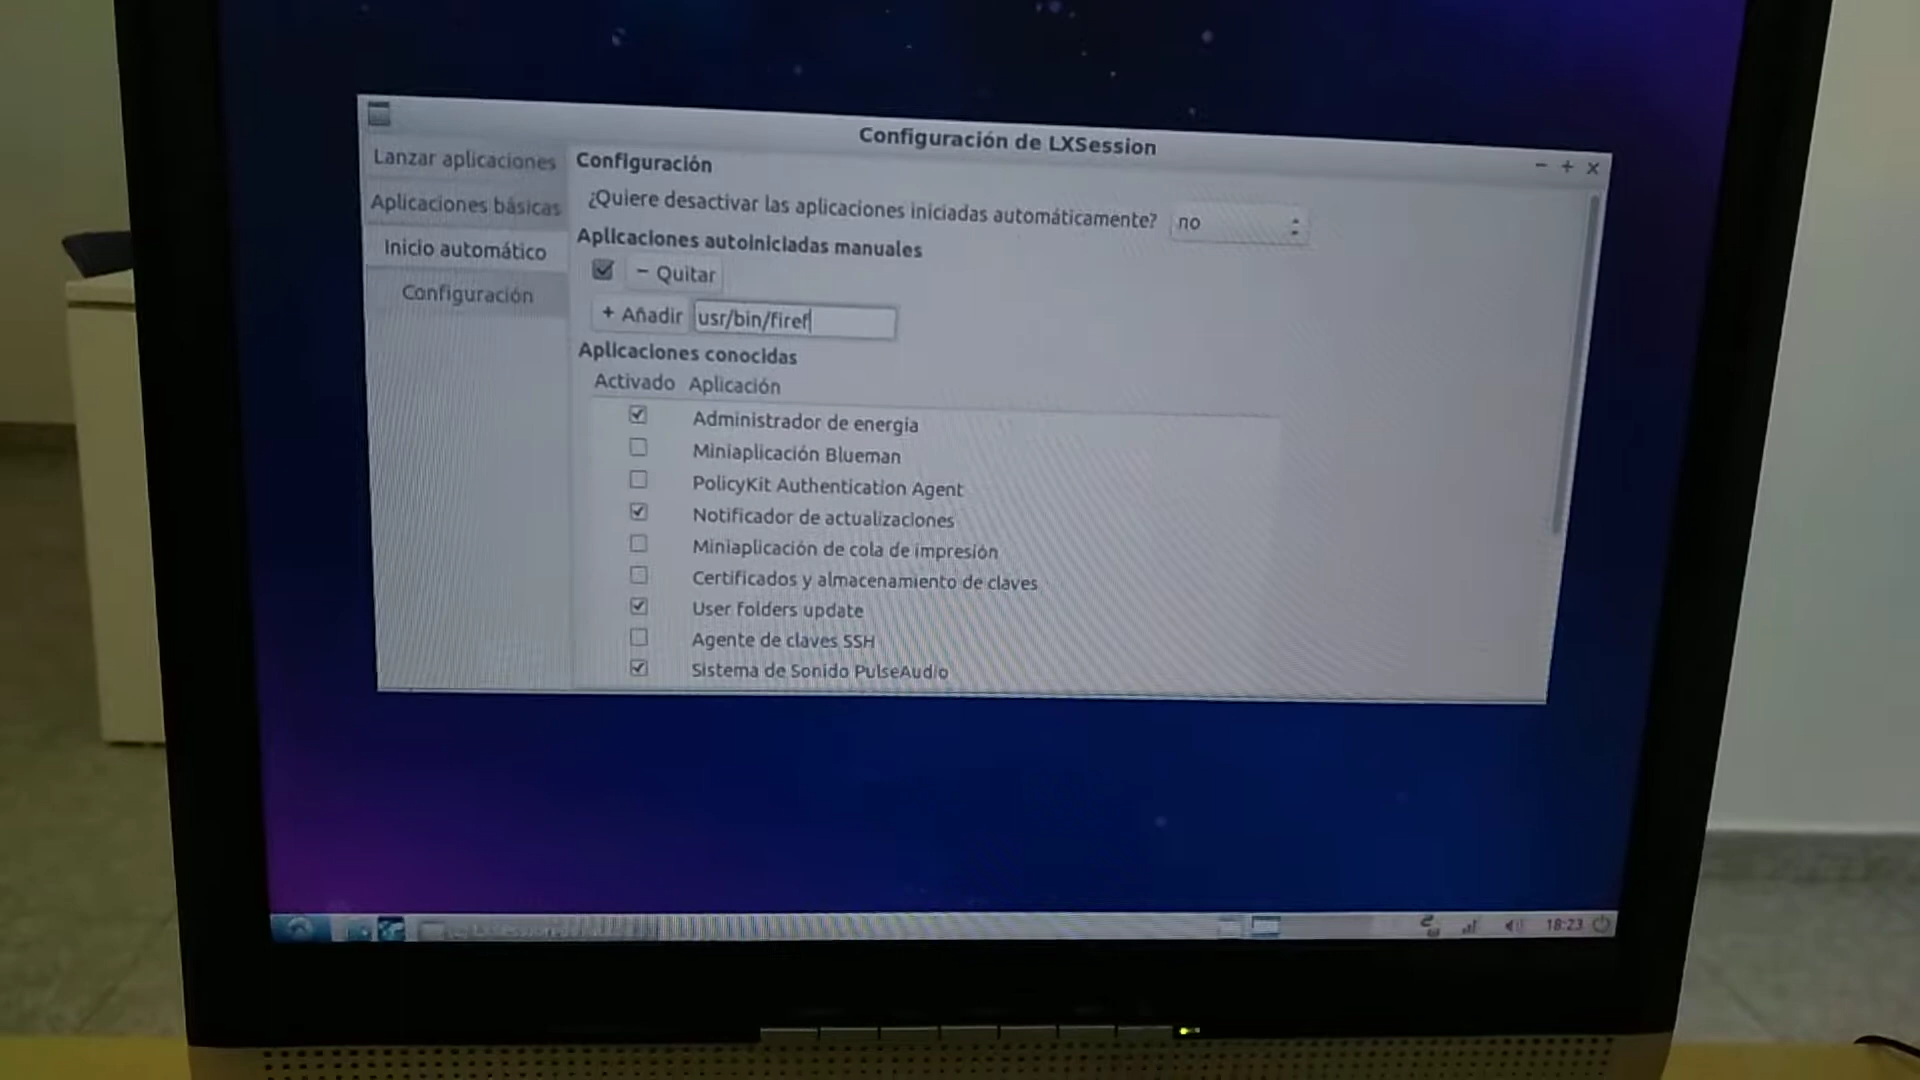 Configuración de LXSession
Lanzar aplicaciones
Aplicaciones básicas
Inicio automático
Configuración
Configuración
¿Quiere desactivar las aplicaciones iniciadas automáticamente? no
Aplicaciones autoiniciadas manuales
− Quitar
+ Añadir usr/bin/firef
Aplicaciones conocidas
Activado Aplicación
Administrador de energía
Miniaplicación Blueman
PolicyKit Authentication Agent
Notificador de actualizaciones
Miniaplicación de cola de impresión
Certificados y almacenamiento de claves
User folders update
Agente de claves SSH
Sistema de Sonido PulseAudio
18:23